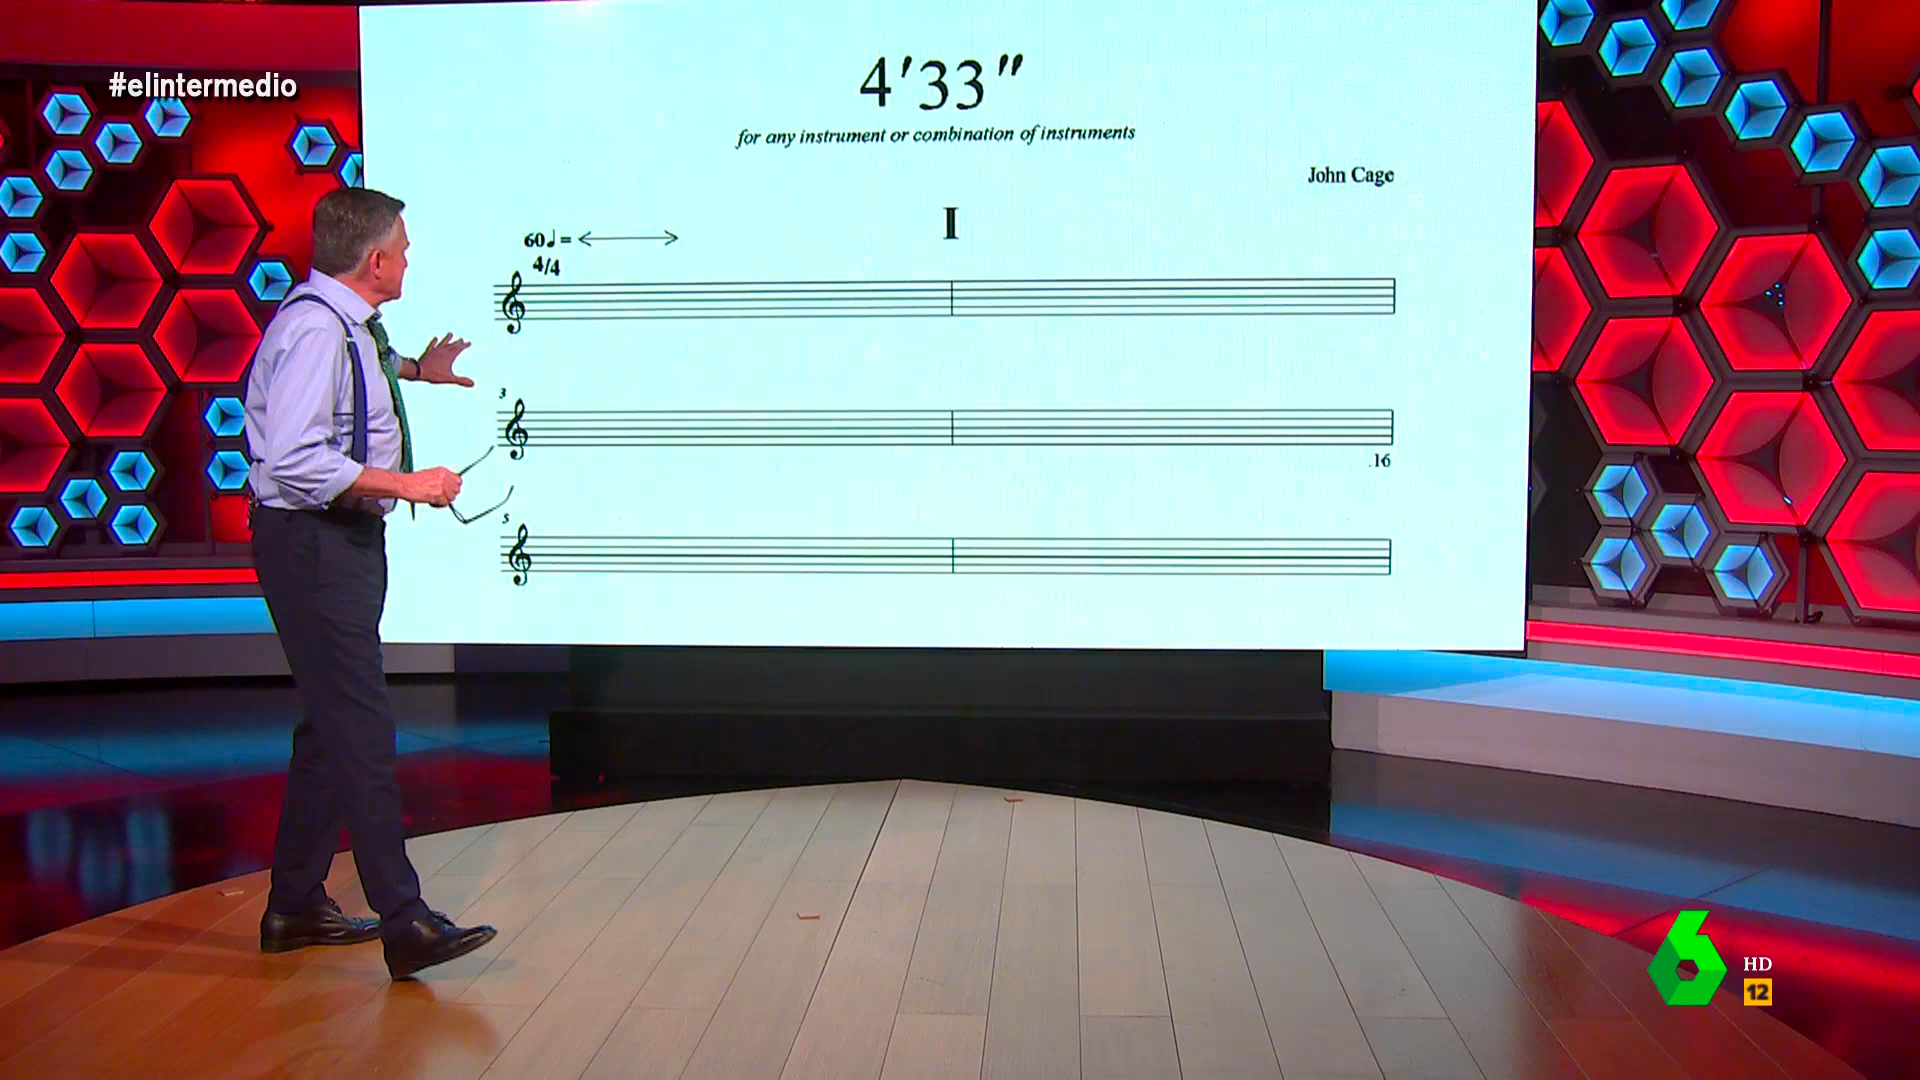 #elintermedio
4'33"
for any instrument or combination of instruments
John Cage
I
60♩=
4/4
3
.16
5
6
HD
12